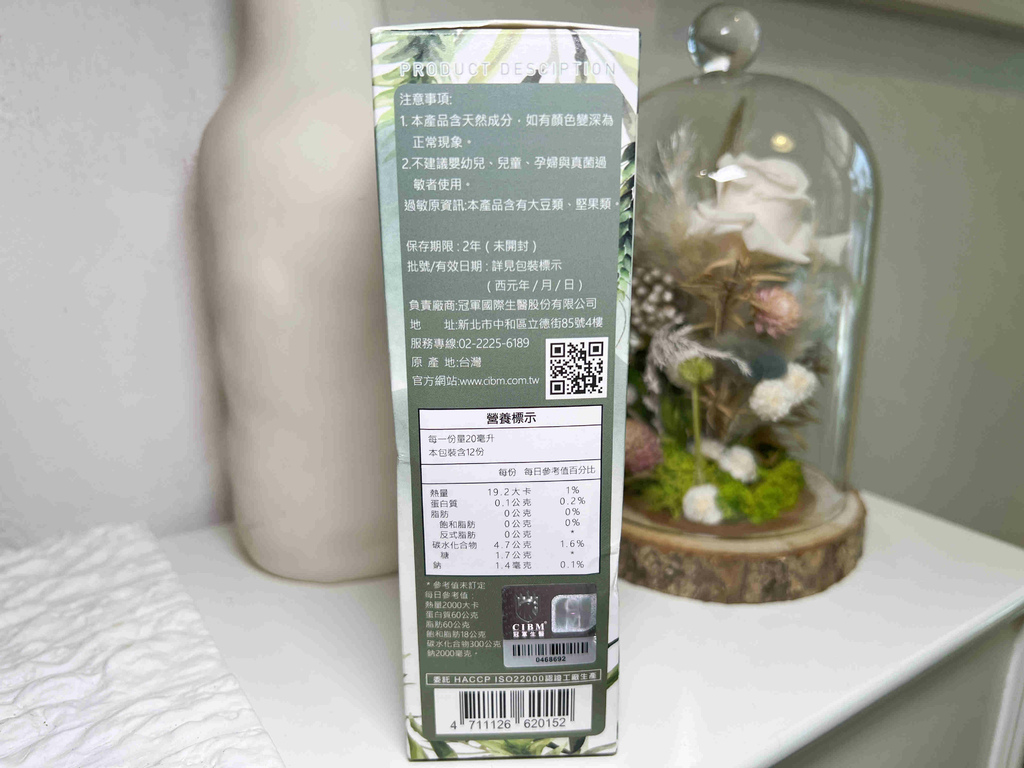 PRODUCT DESCIPTION
注意事項:
1. 本產品含天然成分，如有顏色變深為
正常現象。
2.不建議嬰幼兒、兒童、孕婦與真菌過
敏者使用。
過敏原資訊:本產品含有大豆類、堅果類。
保存期限：2年（未開封）
批號/有效日期：詳見包裝標示
（西元年/月/日）
負責廠商:冠軍國際生醫股份有限公司
地 址:新北市中和區立德街85號4樓
服務專線:02-2225-6189
原 產 地:台灣
官方網站:www.cibm.com.tw
營養標示
每一份量20毫升
本包裝含12份
每份 每日參考值百分比
熱量 19.2大卡 1%
蛋白質 0.1公克 0.2%
脂肪 0公克 0%
飽和脂肪 0公克 0%
反式脂肪 0公克 *
碳水化合物 4.7公克 1.6%
糖 1.7公克 *
鈉 1.4毫克 0.1%
*參考值未訂定
每日參考值：
熱量2000大卡
蛋白質60公克
脂肪60公克
飽和脂肪18公克
碳水化合物300公克
鈉2000毫克。
CIBM
冠軍生醫
0468692
委託 HACCP ISO22000認證工廠生產
4 711126 620152